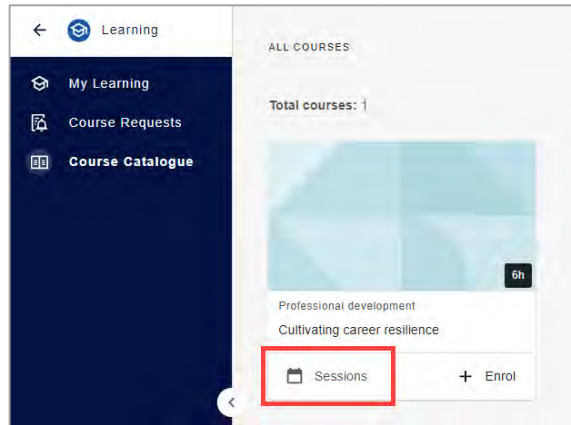 Learning
My Learning
Course Requests
Course Catalogue
ALL COURSES
Total courses: 1
6h
Professional development
Cultivating career resilience
Sessions
+ Enrol